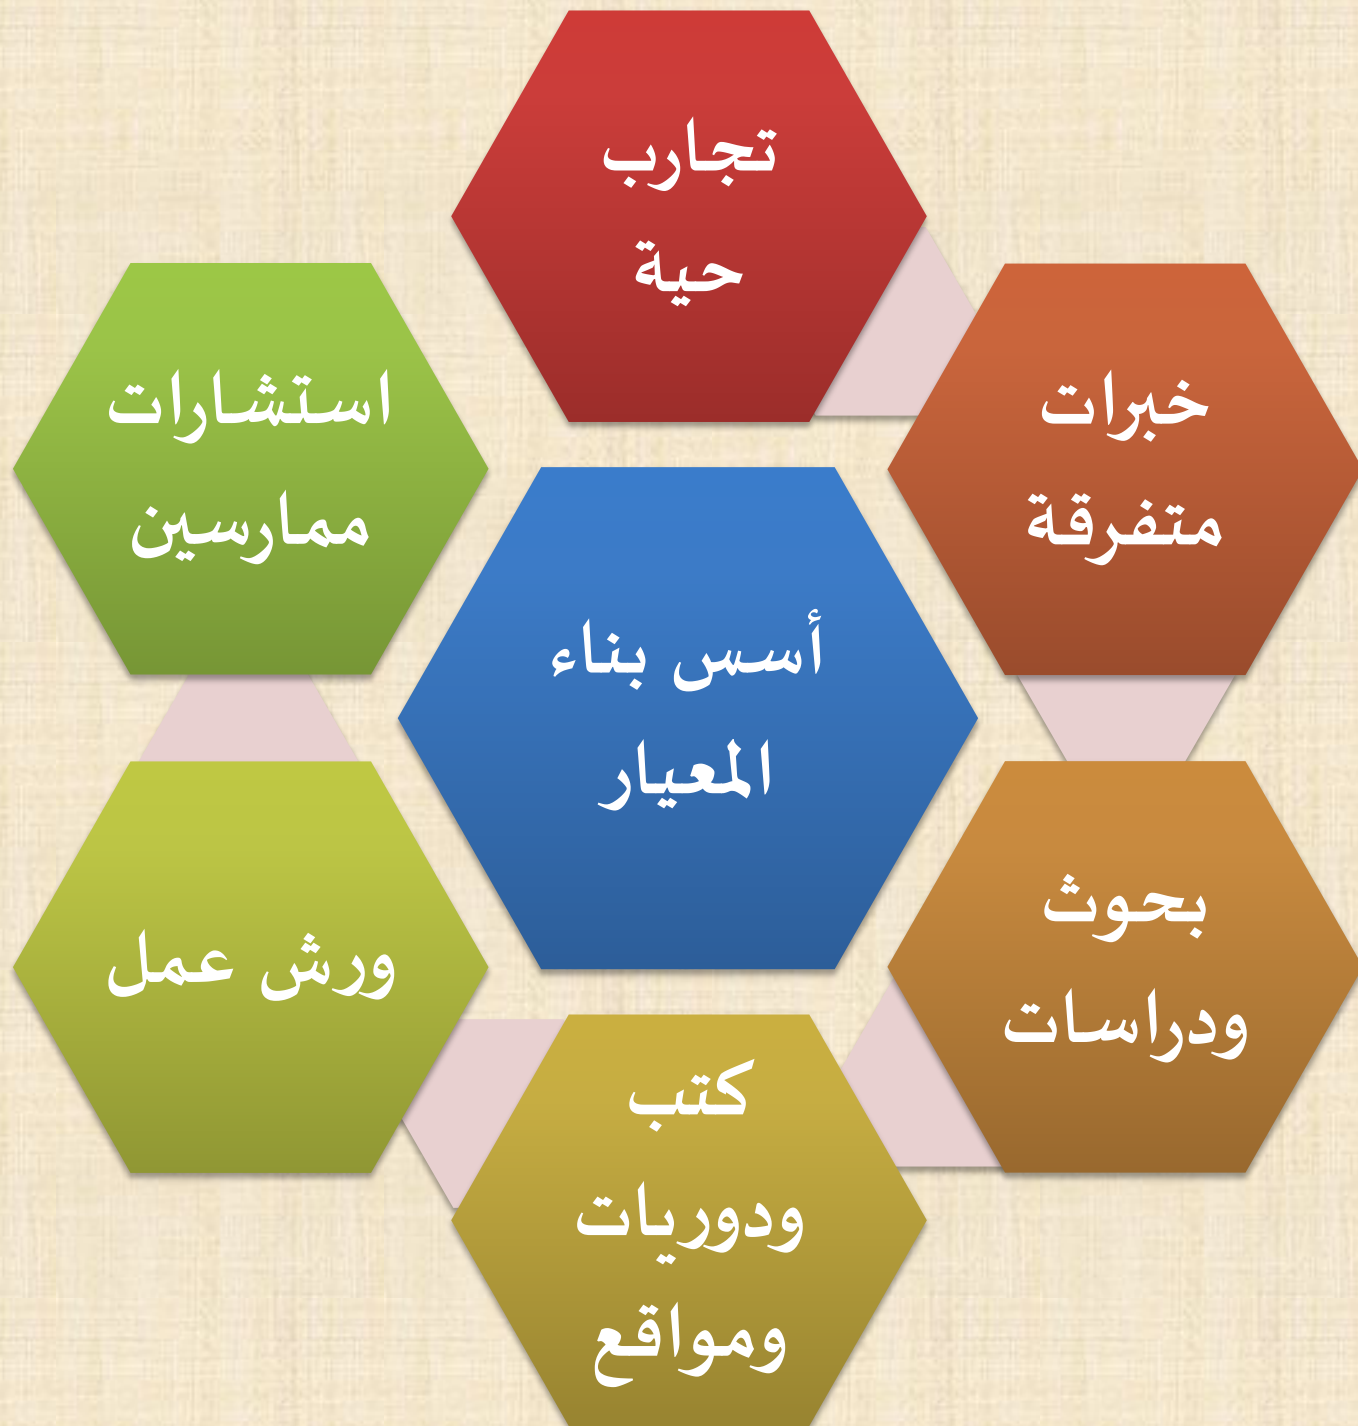 تجارب
حية
خبرات
متفرقة
بحوث
ودراسات
كتب
ودوريات
ومواقع
ورش عمل
استشارات
ممارسين
أسس بناء
المعيار